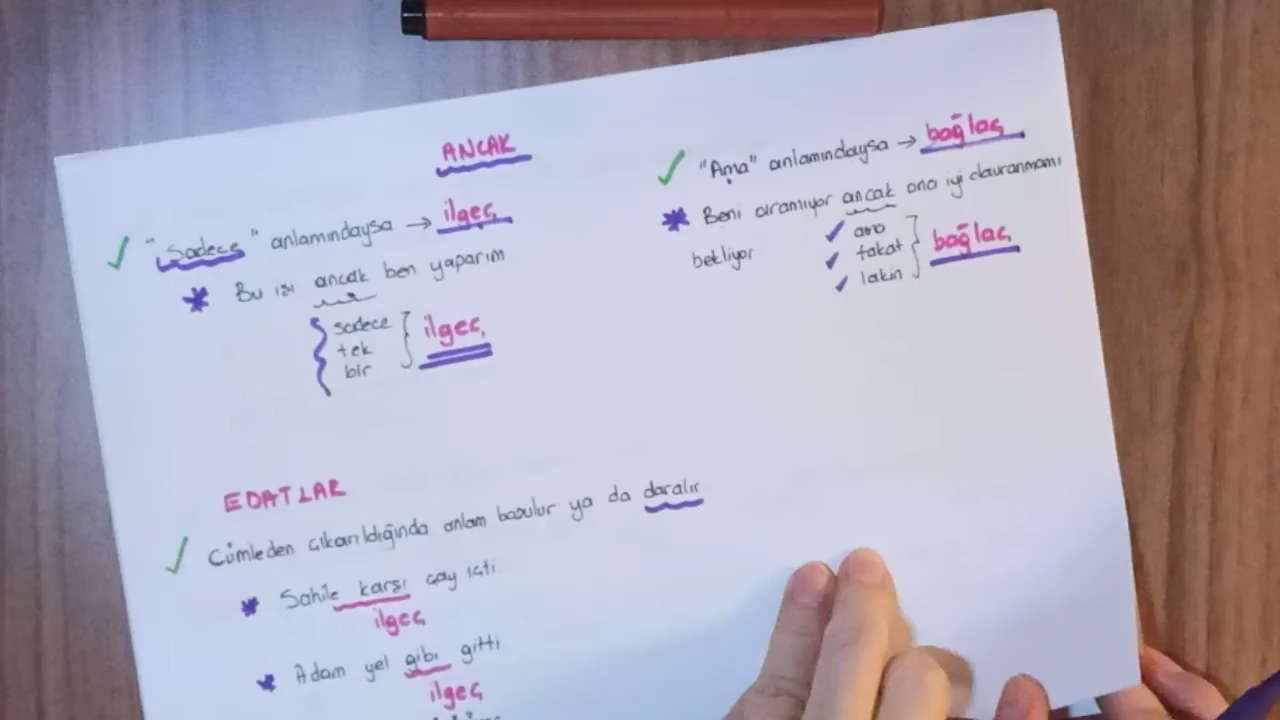 ANCAK
"Sadece" anlamındaysa → ilgeç
* Bu işi ancak ben yaparım
sadece
tek
bir
ilgeç
"Ama" anlamındaysa → bağlaç
* Beni aramıyor ancak ona iyi davranmamı
bekliyor
ama
fakat
lakin
bağlaç
EDATLAR
Cümleden çıkarıldığında anlam bozulur ya da daralır
* Sahile karşı çay içti
ilgeç
* Adam yel gibi gitti
ilgeç